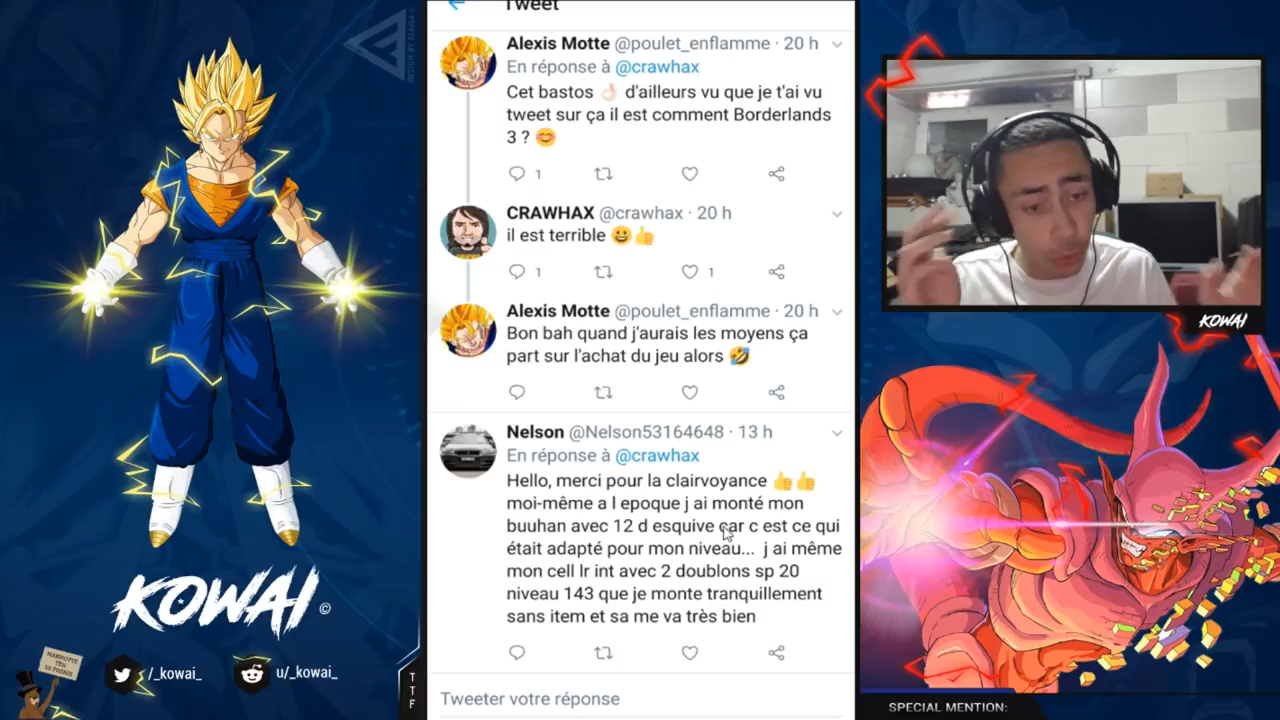 Tweet
Alexis Motte @poulet_enflamme · 20 h
En réponse à @crawhax
Cet bastos 👌🏻 d'ailleurs vu que je t'ai vu
tweet sur ça il est comment Borderlands
3 ? 😊
1
CRAWHAX @crawhax · 20 h
il est terrible 😀👍
1 1
Alexis Motte @poulet_enflamme · 20 h
Bon bah quand j'aurais les moyens ça
part sur l'achat du jeu alors 🤣
Nelson @Nelson53164648 · 13 h
En réponse à @crawhax
Hello, merci pour la clairvoyance 👍👍
moi-même a l epoque j ai monté mon
buuhan avec 12 d esquive car c est ce qui
était adapté pour mon niveau... j ai même
mon cell lr int avec 2 doublons sp 20
niveau 143 que je monte tranquillement
sans item et sa me va très bien
Tweeter votre réponse
KOWAI ©
MARMOTTE
TEN
LE PHENIX
/_kowai_
u/_kowai_
TTF
KOWAI
SPECIAL MENTION: